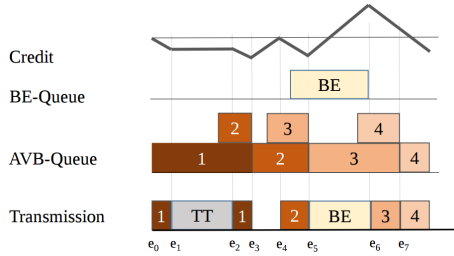 Credit
BE-Queue
BE
2 3 4
AVB-Queue
1 2 3 4
Transmission
1 TT 1 2 BE 3 4
e0 e1 e2 e3 e4 e5 e6 e7